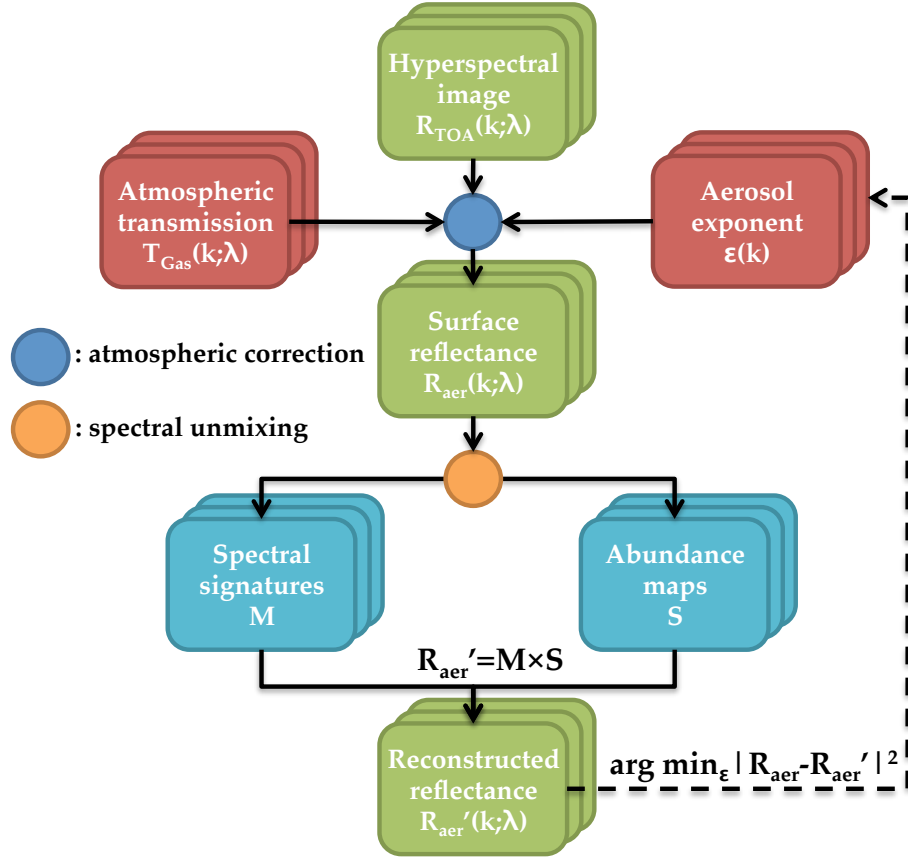 Hyperspectral
image
R_TOA(k;λ)
Atmospheric
transmission
T_Gas(k;λ)
Aerosol
exponent
ε(k)
Surface
reflectance
R_aer(k;λ)
: atmospheric correction
: spectral unmixing
Spectral
signatures
M
Abundance
maps
S
R_aer'=M×S
Reconstructed
reflectance
R_aer'(k;λ)
arg min_ε|R_aer-R_aer'|²